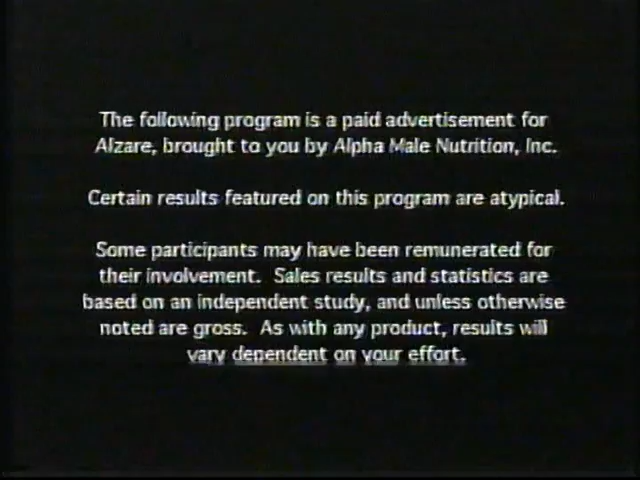 The following program is a paid advertisement for
Alzare, brought to you by Alpha Male Nutrition, Inc.
Certain results featured on this program are atypical.
Some participants may have been remunerated for
their involvement. Sales results and statistics are
based on an independent study, and unless otherwise
noted are gross. As with any product, results will
vary dependent on your effort.